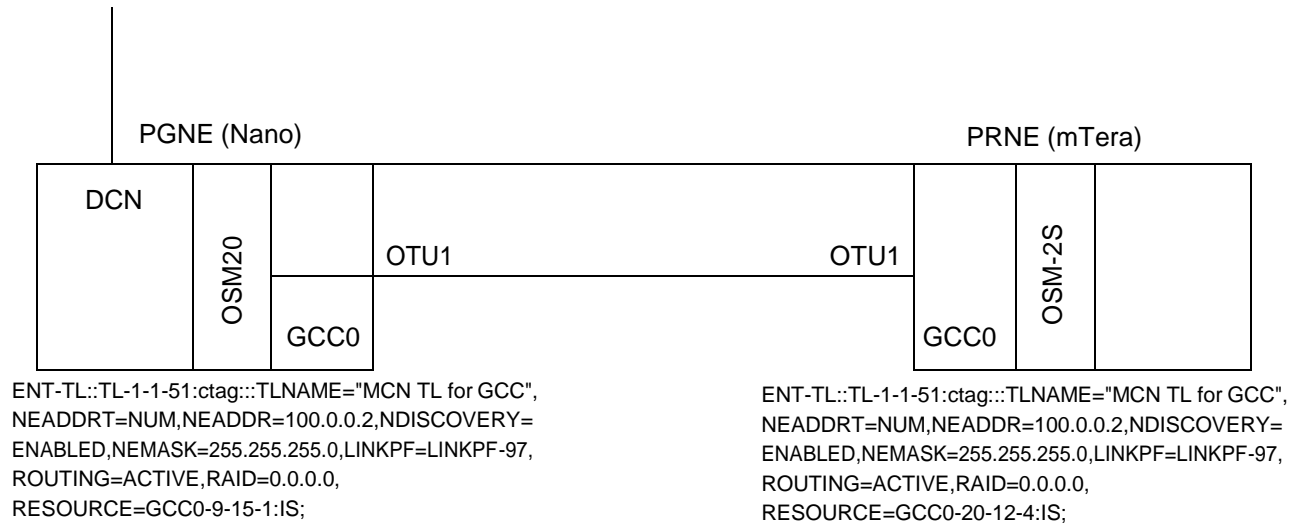 PGNE (Nano)
PRNE (mTera)
DCN
OSM20
OTU1
GCC0
OTU1
GCC0
OSM-2S
ENT-TL::TL-1-1-51:ctag:::TLNAME="MCN TL for GCC",
NEADDRT=NUM,NEADDR=100.0.0.2,NDISCOVERY=
ENABLED,NEMASK=255.255.255.0,LINKPF=LINKPF-97,
ROUTING=ACTIVE,RAID=0.0.0.0,
RESOURCE=GCC0-9-15-1:IS;
ENT-TL::TL-1-1-51:ctag:::TLNAME="MCN TL for GCC",
NEADDRT=NUM,NEADDR=100.0.0.2,NDISCOVERY=
ENABLED,NEMASK=255.255.255.0,LINKPF=LINKPF-97,
ROUTING=ACTIVE,RAID=0.0.0.0,
RESOURCE=GCC0-20-12-4:IS;